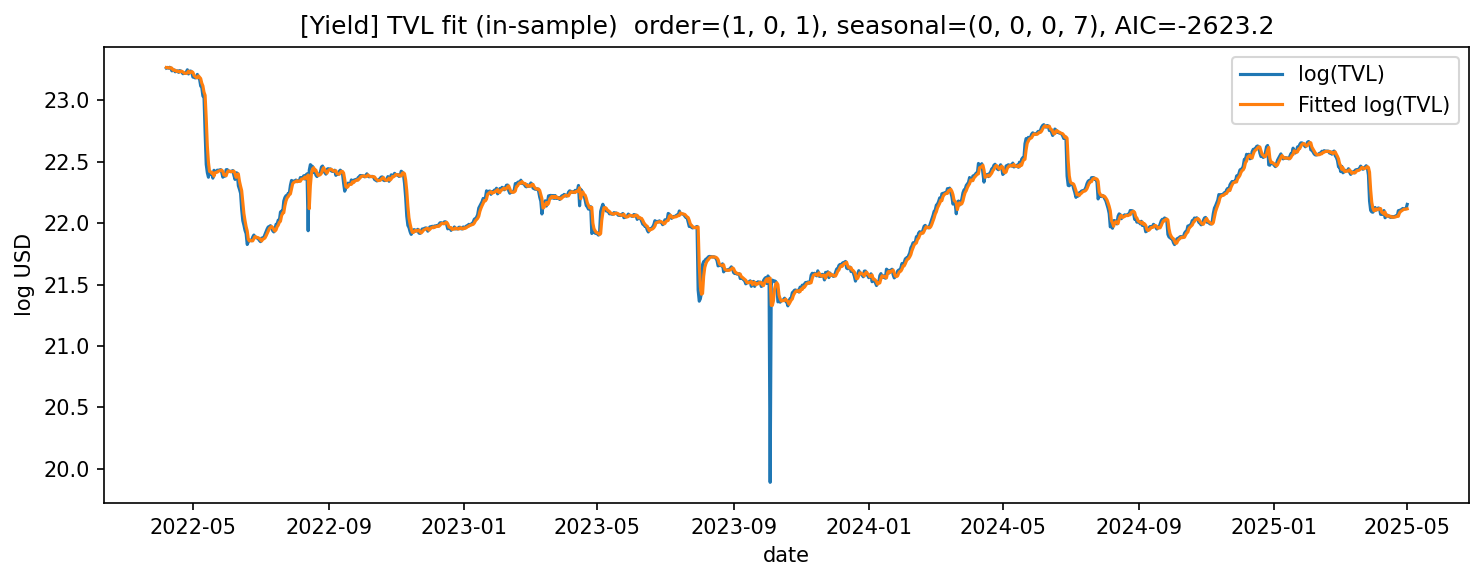 [Yield] TVL fit (in-sample)  order=(1, 0, 1), seasonal=(0, 0, 0, 7), AIC=-2623.2
log(TVL)
Fitted log(TVL)
log USD
23.0
22.5
22.0
21.5
21.0
20.5
20.0
2022-05 2022-09 2023-01 2023-05 2023-09 2024-01 2024-05 2024-09 2025-01 2025-05
date